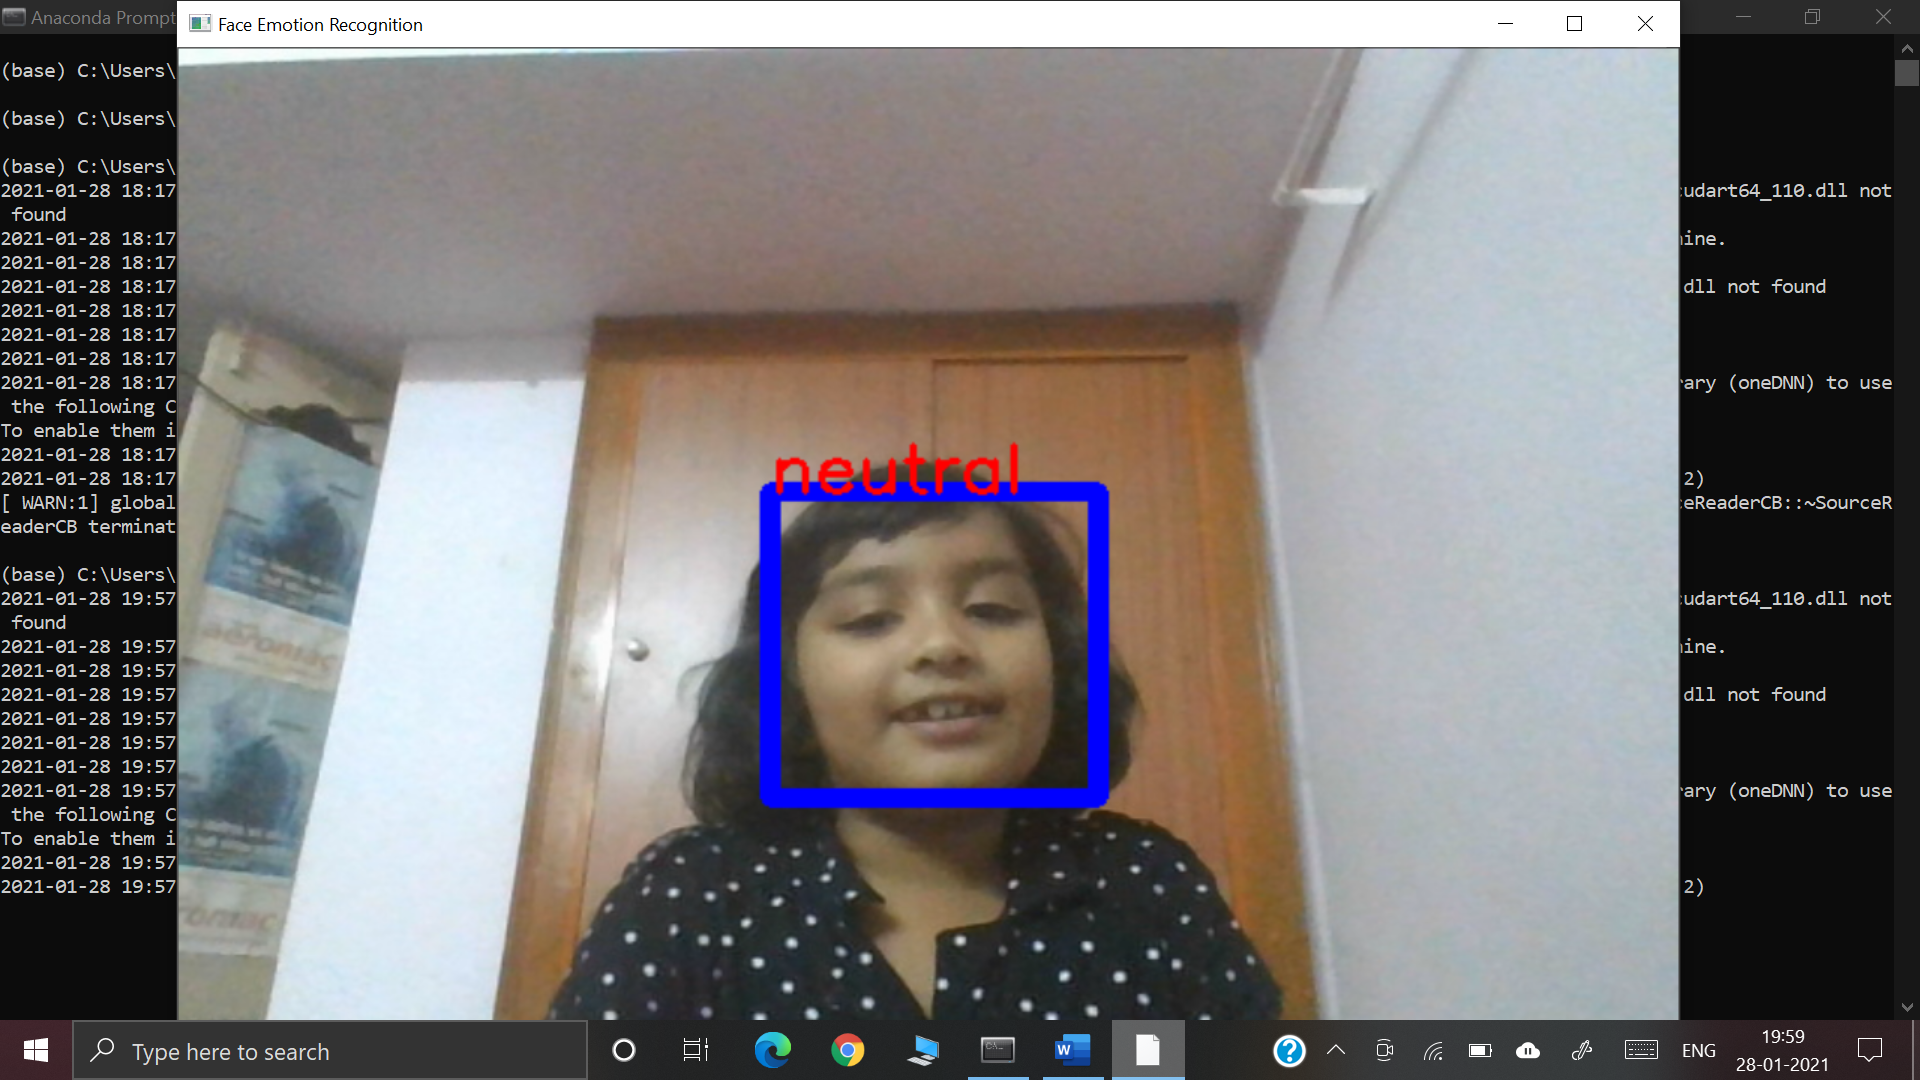 Anaconda Prompt
Face Emotion Recognition
(base) C:\Users\
(base) C:\Users\
(base) C:\Users\
2021-01-28 18:17 udart64_110.dll not
found
2021-01-28 18:17 ine.
2021-01-28 18:17
2021-01-28 18:17 dll not found
2021-01-28 18:17
2021-01-28 18:17
2021-01-28 18:17
2021-01-28 18:17 rary (oneDNN) to use
the following C
To enable them i
2021-01-28 18:17
2021-01-28 18:17 2)
[ WARN:1] global eReaderCB::~SourceR
eaderCB terminat
(base) C:\Users\
2021-01-28 19:57 udart64_110.dll not
found
2021-01-28 19:57 ine.
2021-01-28 19:57
2021-01-28 19:57 dll not found
2021-01-28 19:57
2021-01-28 19:57
2021-01-28 19:57
2021-01-28 19:57 rary (oneDNN) to use
the following C
To enable them i
2021-01-28 19:57
2021-01-28 19:57 2)
neutral
Type here to search
ENG
19:59
28-01-2021